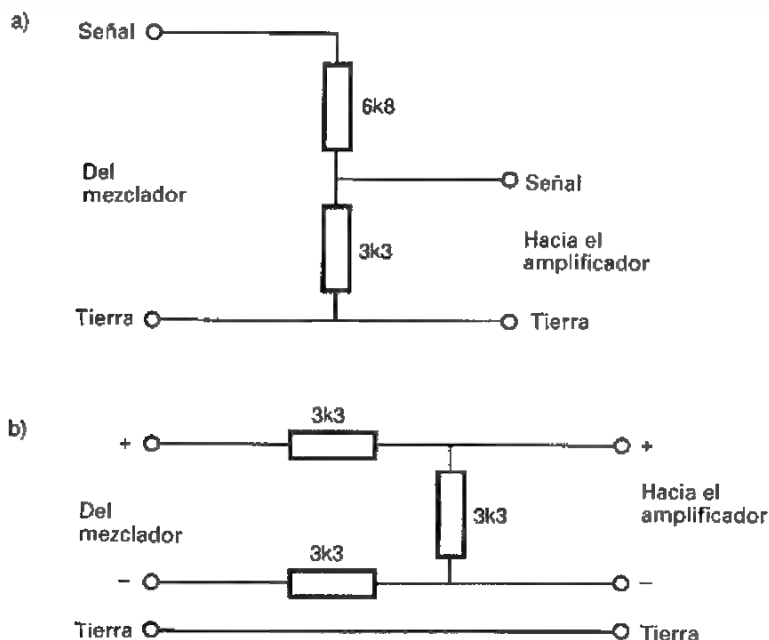 a)
Señal
6k8
Del
mezclador
Señal
3k3
Hacia el
amplificador
Tierra
Tierra
b)
3k3
+
+
Del
mezclador
3k3
Hacia el
amplificador
3k3
−
−
Tierra
Tierra